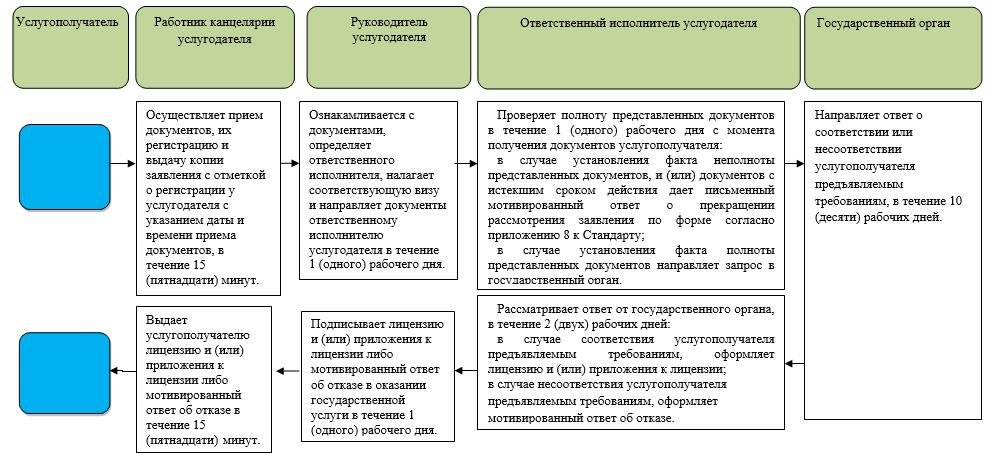 Услугополучатель
Работник канцелярии
услугодателя
Руководитель
услугодателя
Ответственный исполнитель услугодателя
Государственный орган
Осуществляет прием
документов, их
регистрацию и
выдачу копии
заявления с отметкой
о регистрации у
услугодателя с
указанием даты и
времени приема
документов, в
течение 15
(пятнадцати) минут.
Ознакамливается с
документами,
определяет
ответственного
исполнителя, налагает
соответствующую визу
и направляет документы
ответственному
исполнителю
услугодателя в течение
1 (одного) рабочего дня.
Проверяет полноту представленных документов
в течение 1 (одного) рабочего дня с момента
получения документов услугополучателя:
в случае установления факта неполноты
представленных документов, и (или) документов с
истекшим сроком действия дает письменный
мотивированный ответ о прекращении
рассмотрения заявления по форме согласно
приложению 8 к Стандарту;
в случае установления факта полноты
представленных документов направляет запрос в
государственный орган.
Направляет ответ о
соответствии или
несоответствии
услугополучателя
предъявляемым
требованиям, в течение 10
(десяти) рабочих дней.
Выдает
услугополучателю
лицензию и (или)
приложения к
лицензии либо
мотивированный
ответ об отказе в
течение 15
(пятнадцати) минут.
Подписывает лицензию
и (или) приложения к
лицензии либо
мотивированный ответ
об отказе в оказании
государственной
услуги в течение 1
(одного) рабочего дня.
Рассматривает ответ от государственного органа,
в течение 2 (двух) рабочих дней:
в случае соответствия услугополучателя
предъявляемым требованиям, оформляет
лицензию и (или) приложения к лицензии;
в случае несоответствия услугополучателя
предъявляемым требованиям, оформляет
мотивированный ответ об отказе.